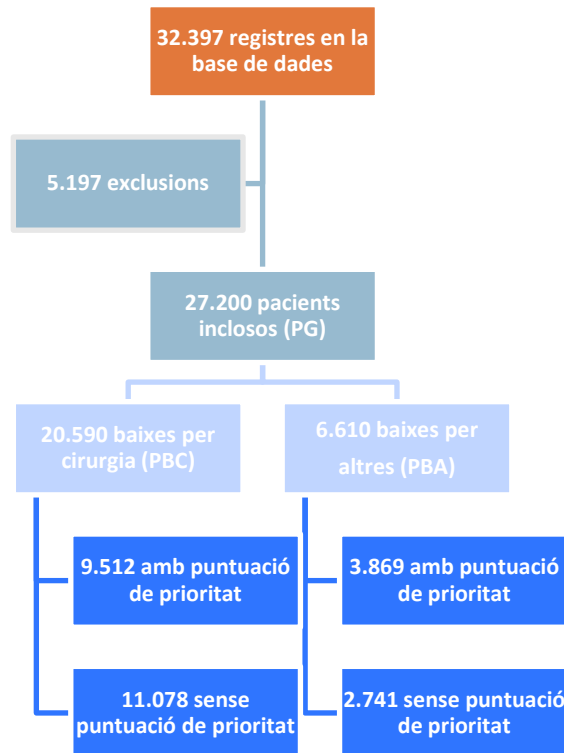 32.397 registres en la
base de dades
5.197 exclusions
27.200 pacients
inclosos (PG)
20.590 baixes per
cirurgia (PBC)
6.610 baixes per
altres (PBA)
9.512 amb puntuació
de prioritat
3.869 amb puntuació
de prioritat
11.078 sense
puntuació de prioritat
2.741 sense puntuació
de prioritat